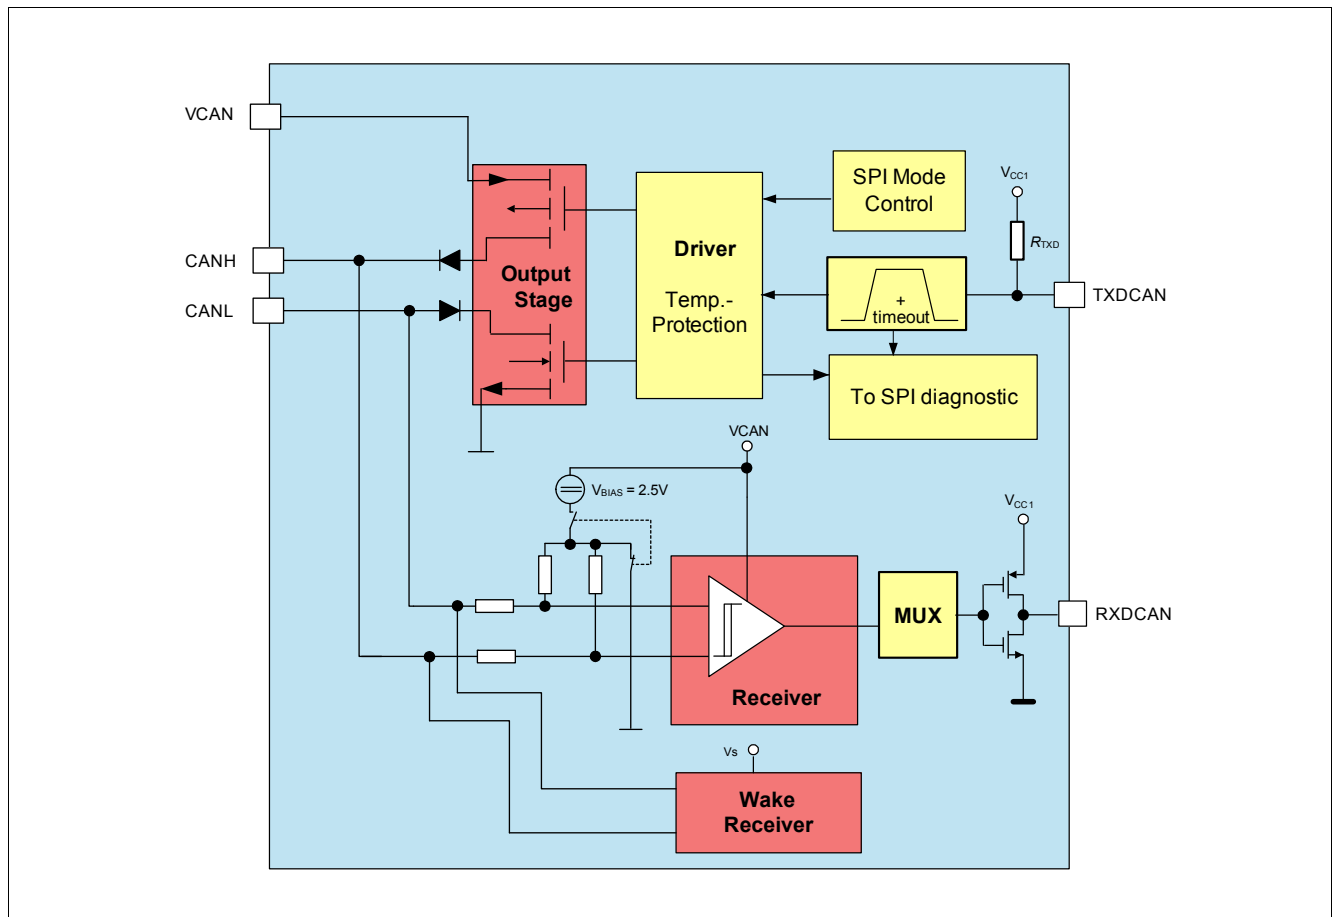 VCAN
SPI Mode
Control
VCC1
RTXD
CANH
Driver
Output
Stage
CANL
TXDCAN
+
timeout
Temp.-
Protection
To SPI diagnostic
VCAN
VBIAS = 2.5V
VCC1
MUX
RXDCAN
Receiver
Vs
Wake
Receiver